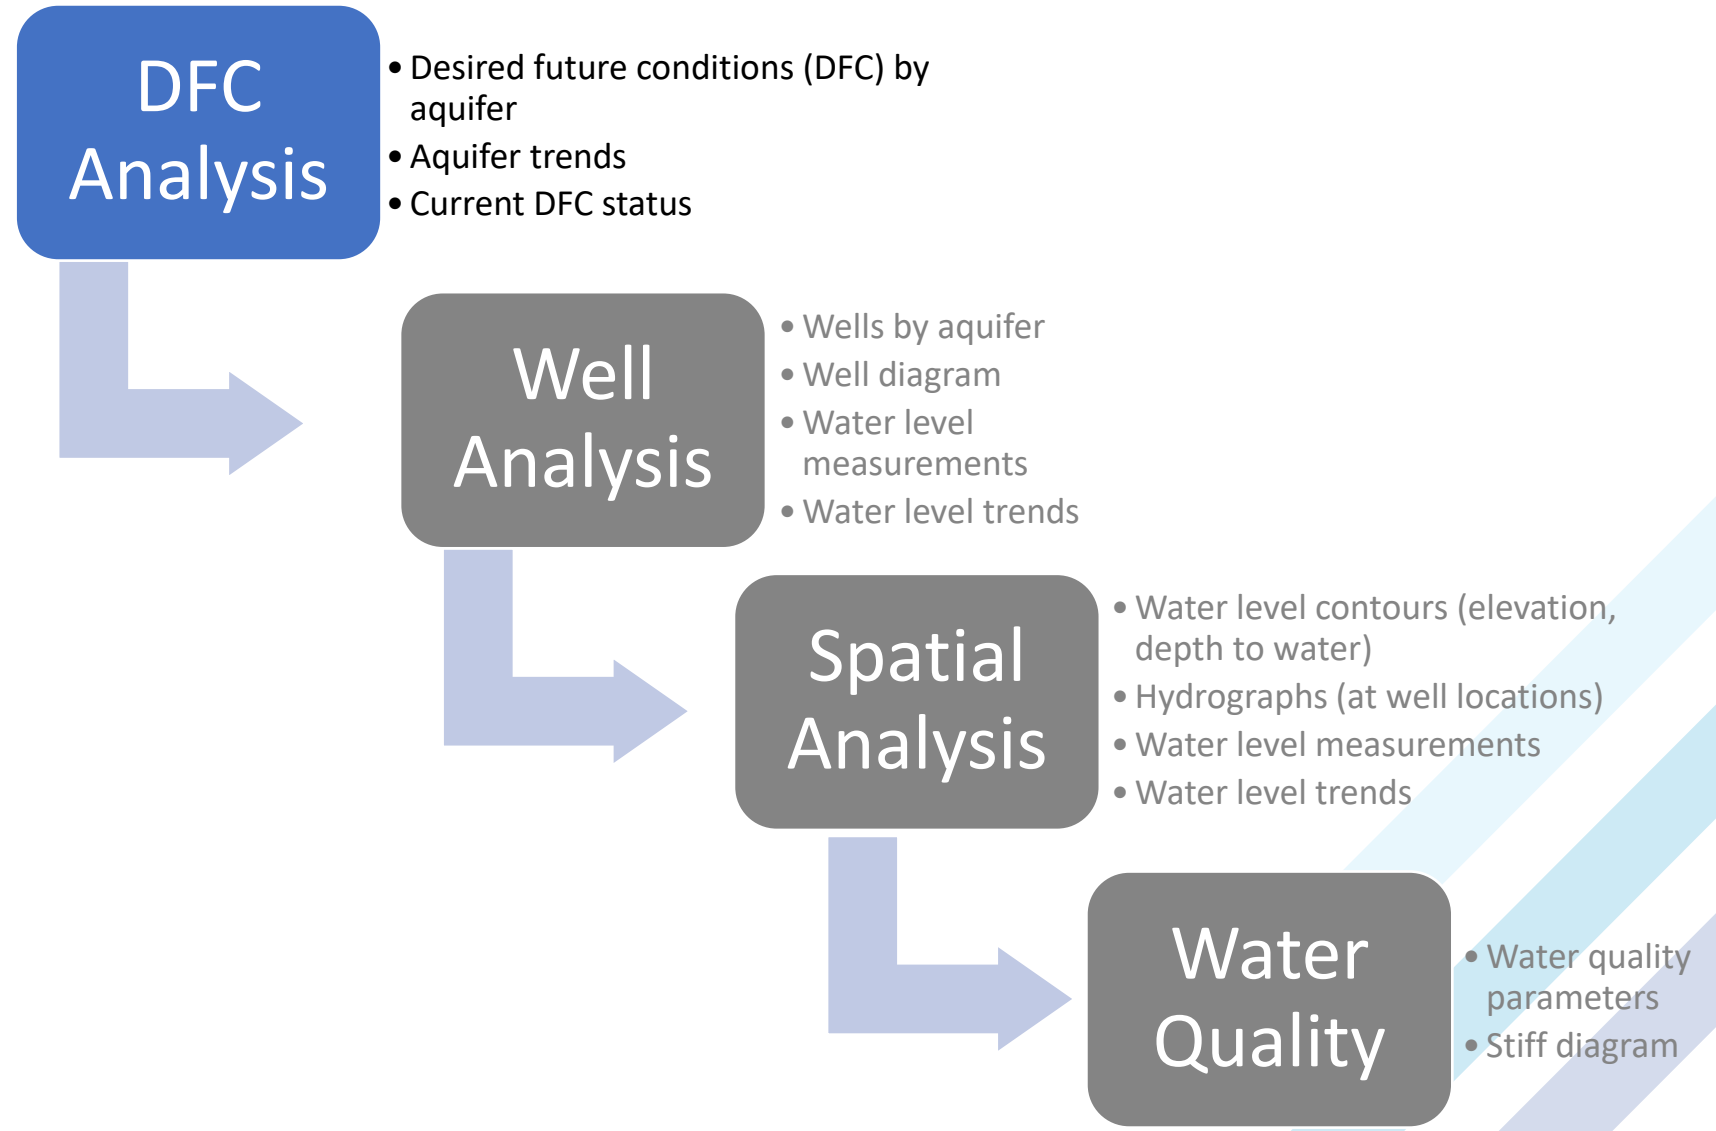 DFC
Analysis
• Desired future conditions (DFC) by
aquifer
• Aquifer trends
• Current DFC status
Well
Analysis
• Wells by aquifer
• Well diagram
• Water level
measurements
• Water level trends
Spatial
Analysis
• Water level contours (elevation,
depth to water)
• Hydrographs (at well locations)
• Water level measurements
• Water level trends
Water
Quality
• Water quality
parameters
• Stiff diagram